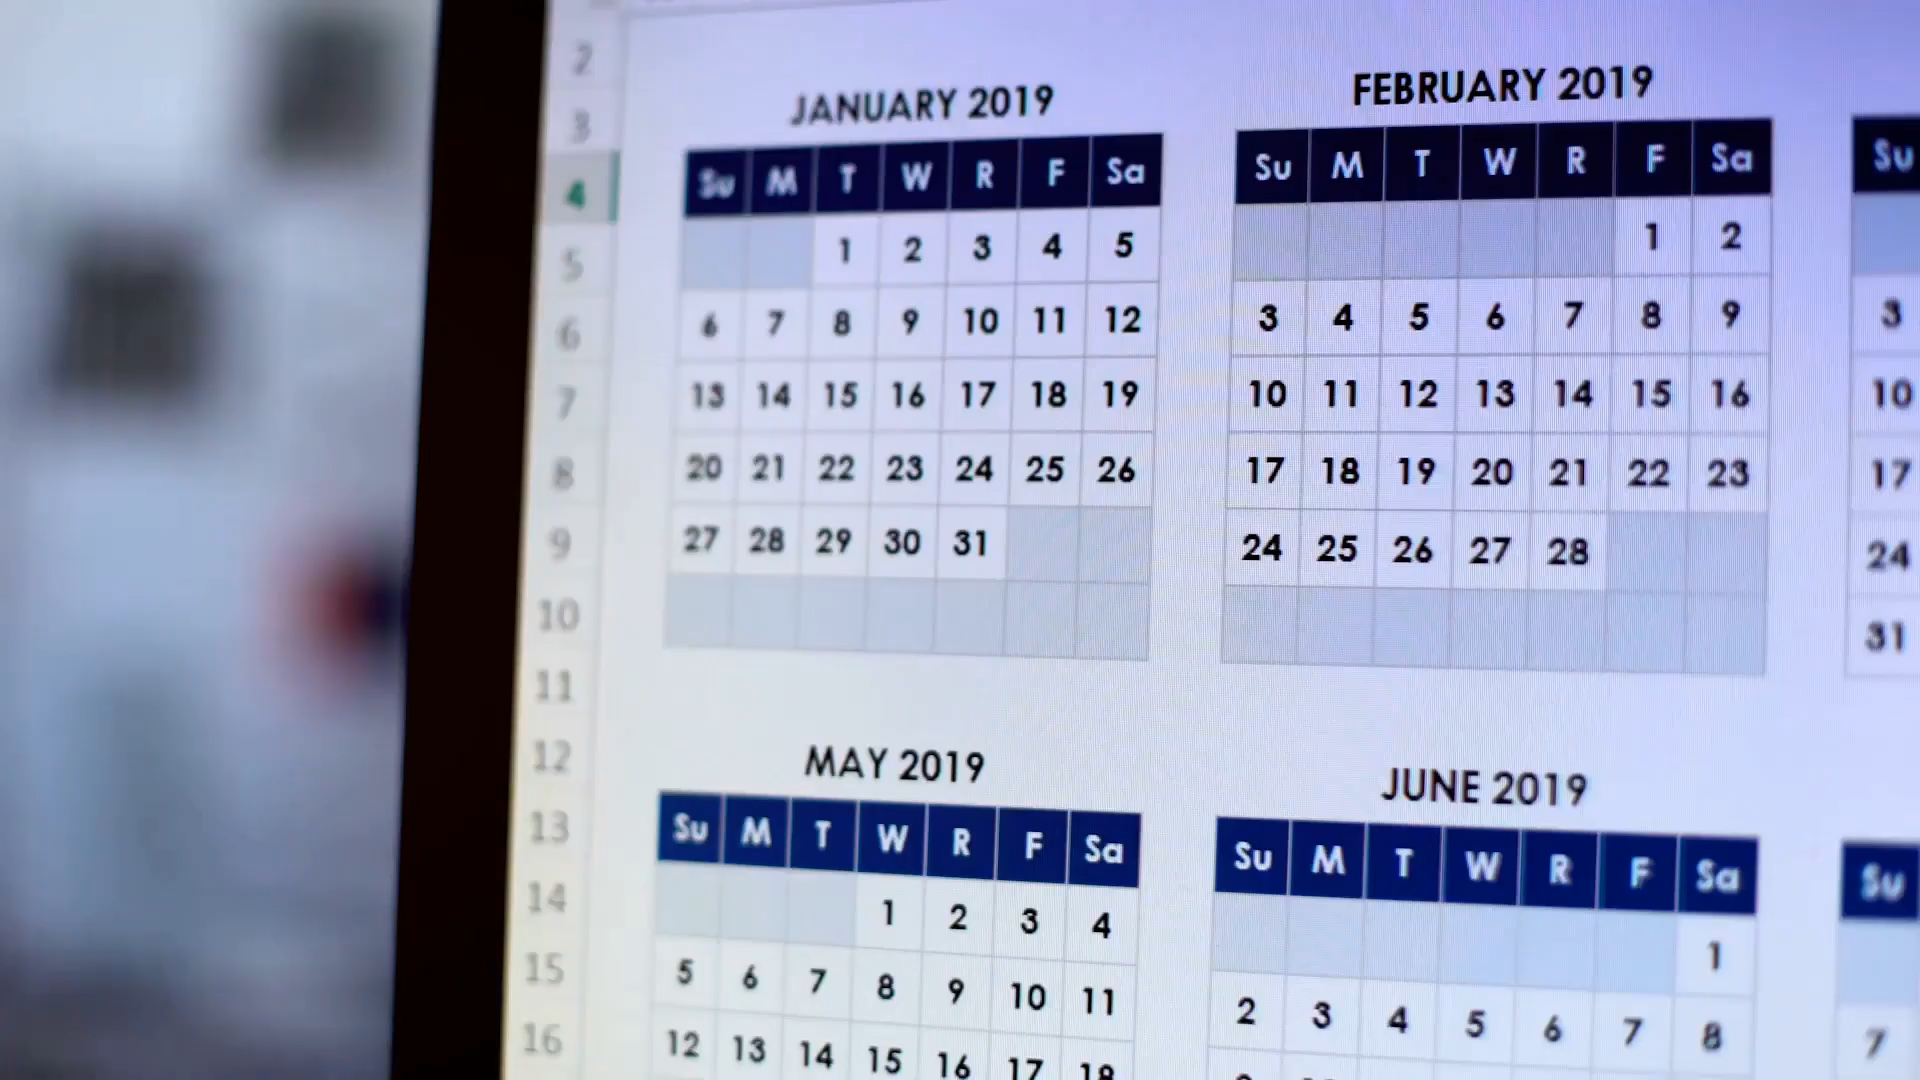 2
3
4
5
6
7
8
9
10
11
12
13
14
15
16
JANUARY 2019
Su M T W R F Sa
1 2 3 4 5
6 7 8 9 10 11 12
13 14 15 16 17 18 19
20 21 22 23 24 25 26
27 28 29 30 31
FEBRUARY 2019
Su M T W R F Sa
1 2
3 4 5 6 7 8 9
10 11 12 13 14 15 16
17 18 19 20 21 22 23
24 25 26 27 28
Su
3
10
17
24
31
MAY 2019
Su M T W R F Sa
1 2 3 4
5 6 7 8 9 10 11
12 13 14 15 16 17 18
JUNE 2019
Su M T W R F Sa
1
2 3 4 5 6 7 8
Su
7